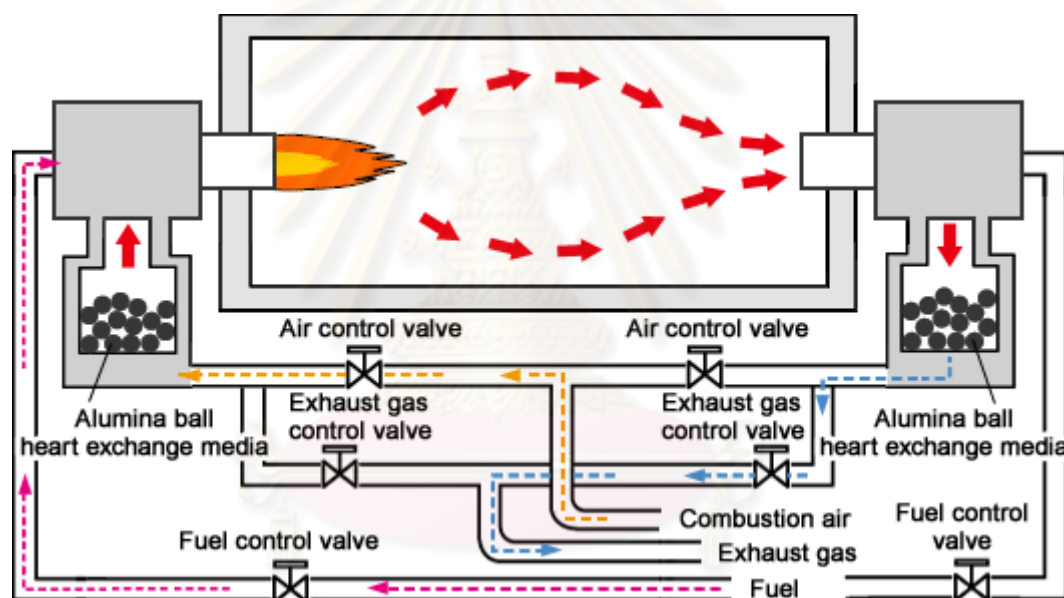 Air control valve
Air control valve
Exhaust gas
control valve
Exhaust gas
control valve
Alumina ball
heart exchange media
Alumina ball
heart exchange media
Combustion air
Fuel control
valve
Fuel control valve
Exhaust gas
Fuel